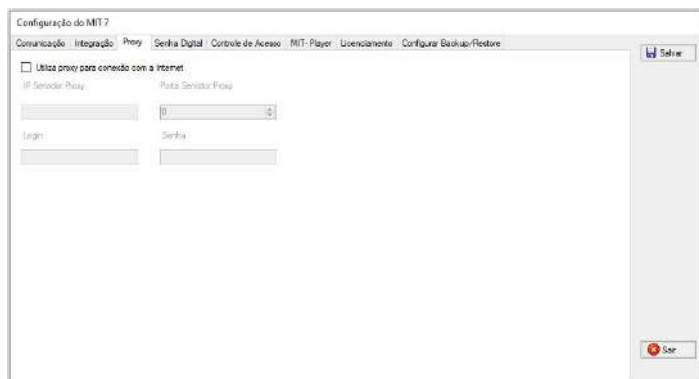 Configuração do MIT 7
Comunicação Integração Proxy Senha Digital Controle de Acesso MIT- Player Licenciamento Configurar Backup/Restore
Salvar
Utiliza proxy para conexão com a Internet
IP Servidor Proxy Porta Servidor Proxy
0
Login Senha
Sair